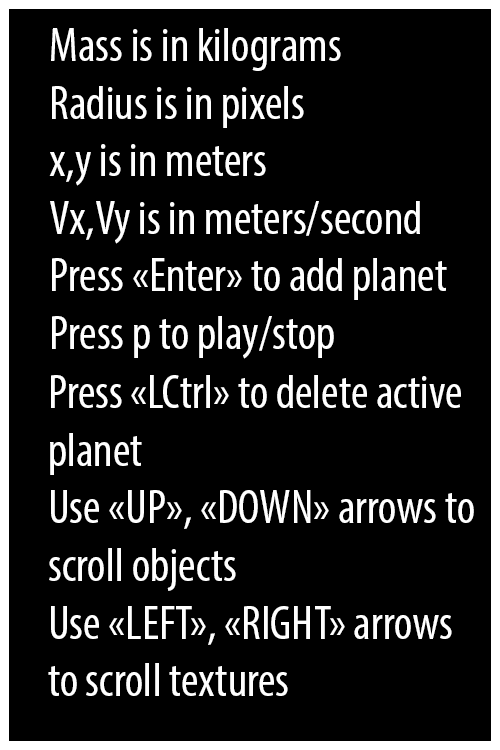 Mass is in kilograms
Radius is in pixels
x,y is in meters
Vx,Vy is in meters/second
Press «Enter» to add planet
Press p to play/stop
Press «LCtrl» to delete active
planet
Use «UP», «DOWN» arrows to
scroll objects
Use «LEFT», «RIGHT» arrows
to scroll textures